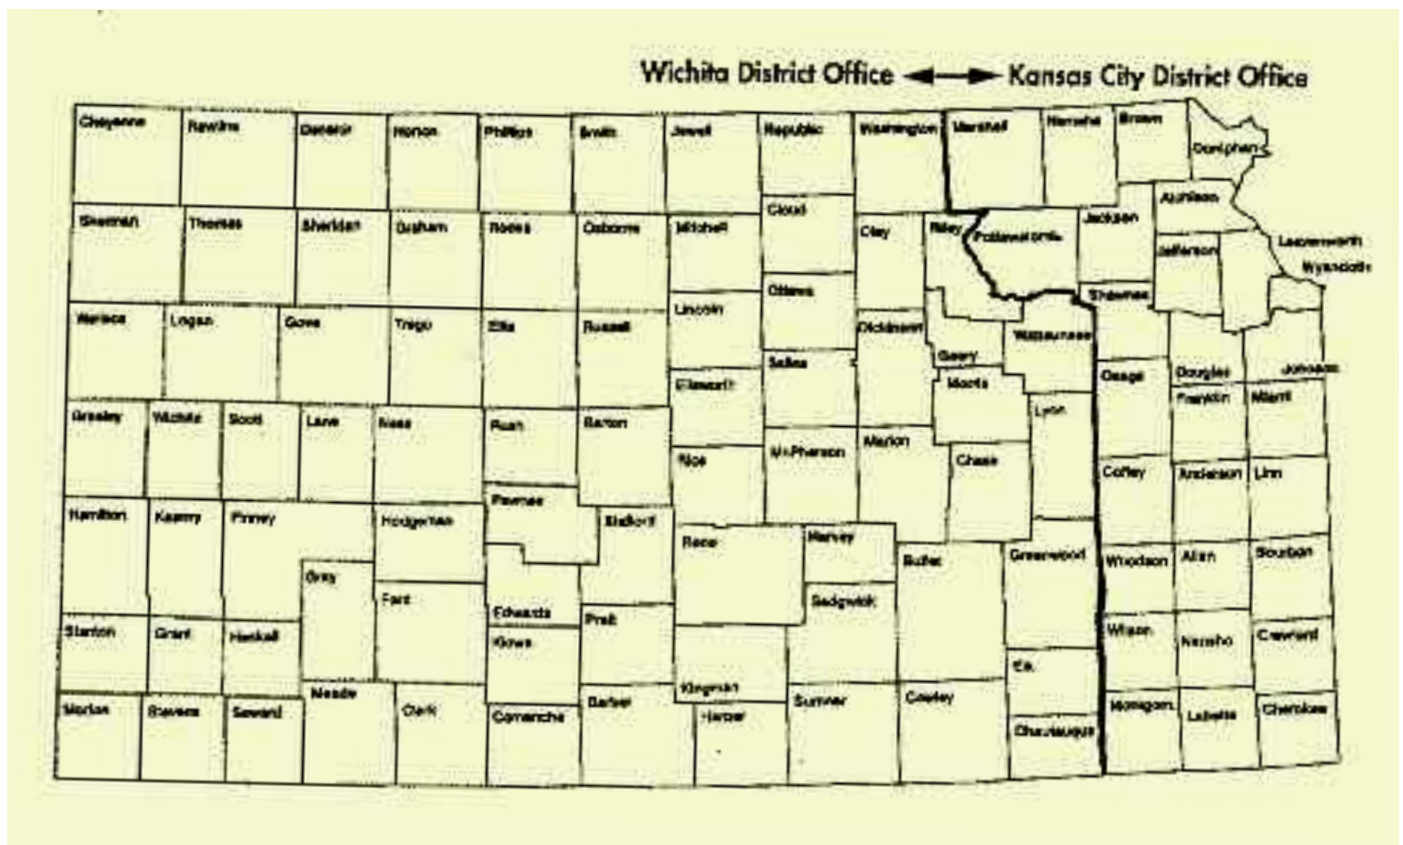 Wichita District Office Kansas City District Office
Cheyenne Rawlins Decatur Norton Phillips Smith Jewell Republic Washington Marshall Nemaha Brown
Doniphan
Atchison
Cloud Jackson
Sherman Thomas Sheridan Graham Rooks Osborne Mitchell Clay Riley Pottawatomie
Jefferson Leavenworth
Wyandotte
Ottawa Shawnee
Wallace Logan Gove Trego Ellis Russell Lincoln Dickinson Wabaunsee
Geary
Saline Douglas Johnson
Ellsworth Morris Osage
Franklin Miami
Greeley Wichita Scott Lane Ness Rush Barton Lyon
McPherson Marion
Rice Chase Coffey Anderson Linn
Pawnee
Hamilton Kearny Finney Hodgeman Stafford
Reno Harvey
Butler Greenwood Woodson Allan Bourbon
Gray
Ford Edwards Pratt Sedgwick
Stanton Grant Haskell Kiowa Wilson Neosho Crawford
Elk
Kingman
Morton Stevens Seward Meade Clark Comanche Barber Harper Sumner Cowley Montgom. Labette Cherokee
Chautauqua